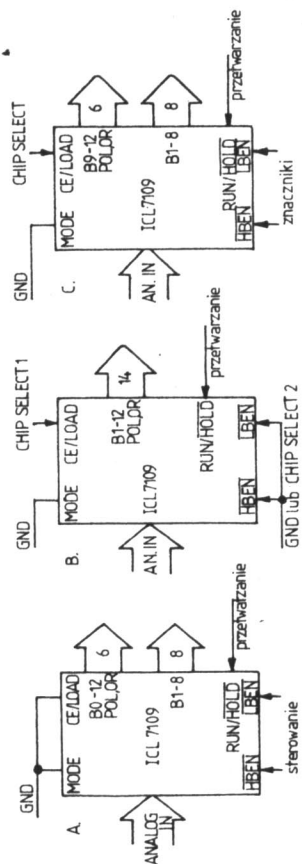 A.
GND
MODE CE/LOAD
B0-12
POL,OR
6
ANALOG
IN
ICL 7109
B1-8
8
RUN/HOLD
HBEN LBEN
sterowanie
przetwarzanie
B.
GND
CHIP SELECT 1
MODE CE/LOAD
B1-12
POL,OR
14
AN.IN
ICL7109
RUN/HOLD
HBEN LBEN
przetwarzanie
GND lub CHIP SELECT 2
C.
GND
CHIP SELECT
MODE CE/LOAD
B9-12
POL,OR
6
AN. IN
ICL7109
B1-8
8
RUN/HOLD
HBEN LBEN
znaczniki
przetwarzanie